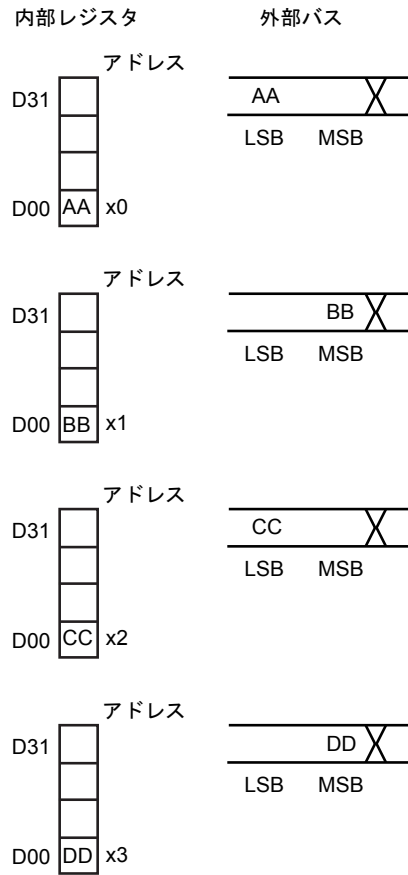 内部レジスタ 外部バス
アドレス
D31 AA
LSB MSB
D00 AA x0
アドレス
D31 BB
LSB MSB
D00 BB x1
アドレス
D31 CC
LSB MSB
D00 CC x2
アドレス
D31 DD
LSB MSB
D00 DD x3